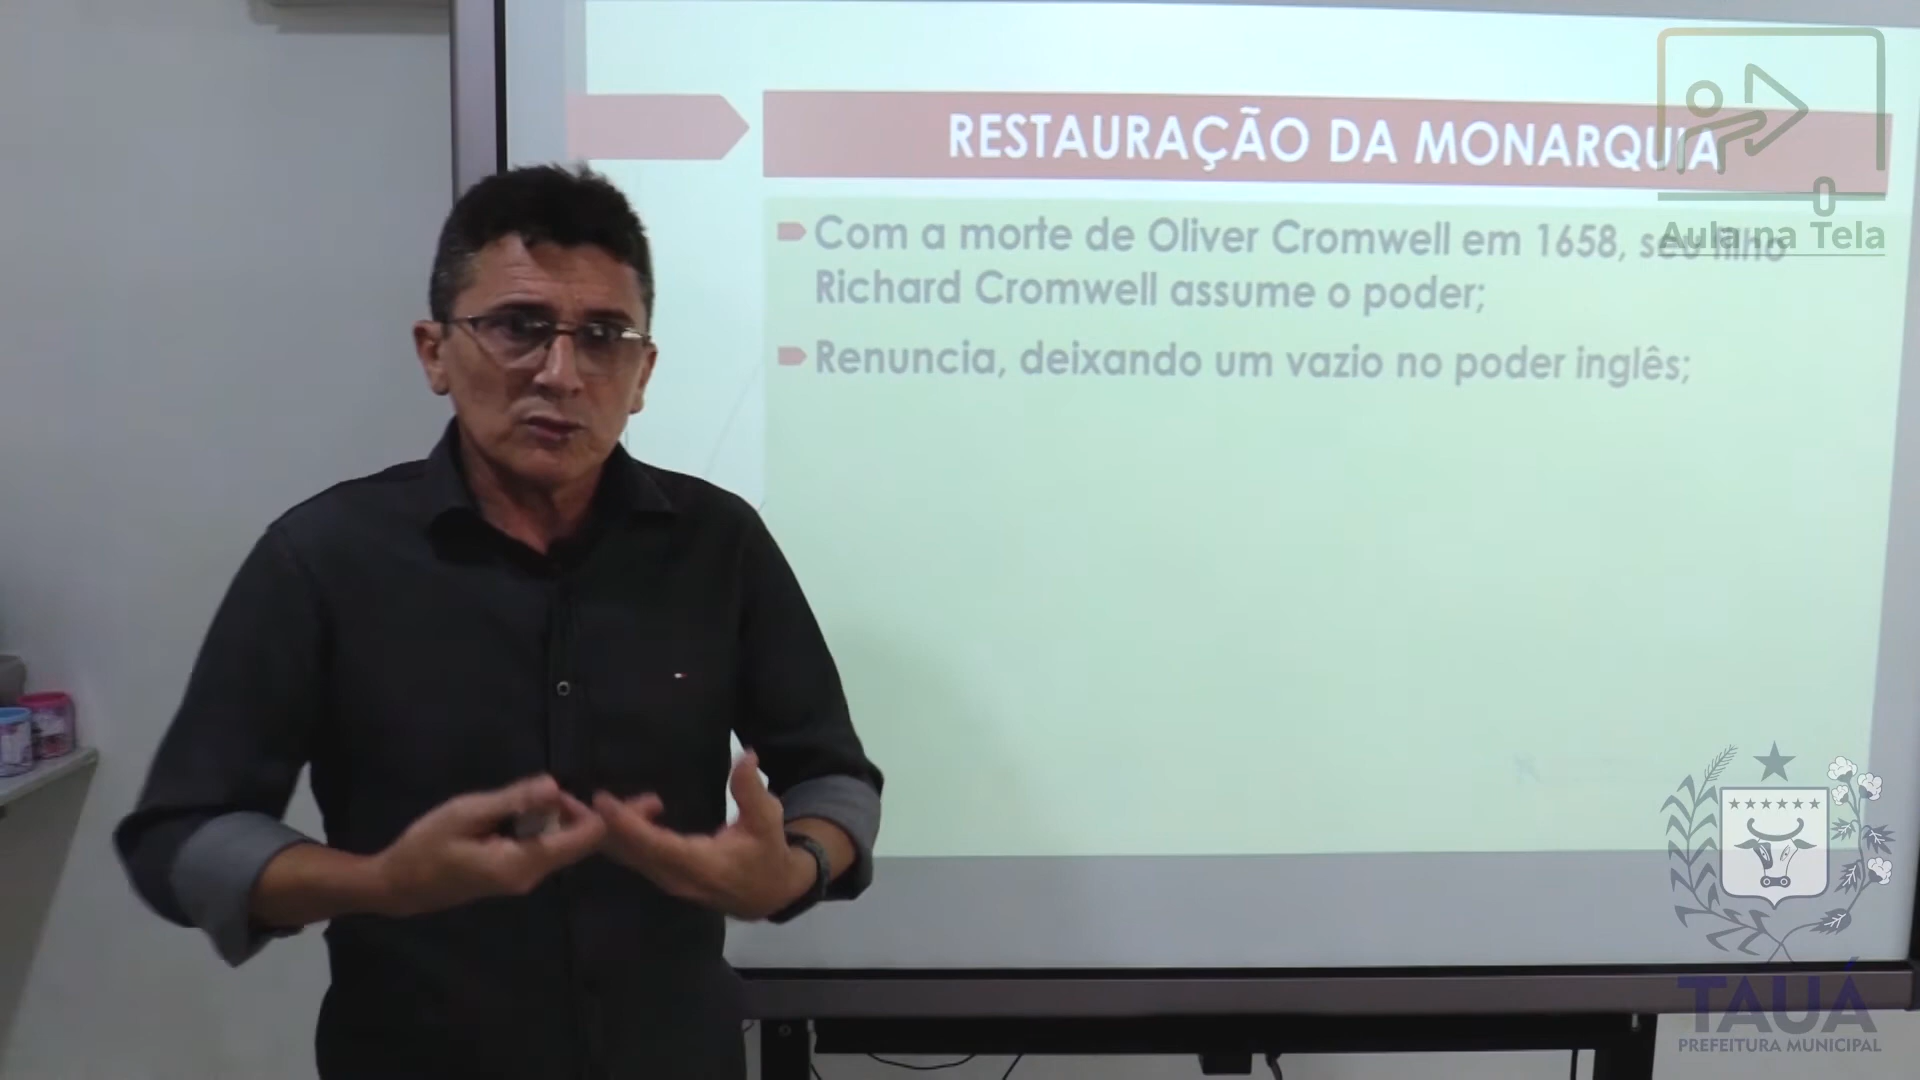 RESTAURAÇÃO DA MONARQUIA
Com a morte de Oliver Cromwell em 1658, seu filho
Richard Cromwell assume o poder;
Renuncia, deixando um vazio no poder inglês;
Aula na Tela
TAUÁ
PREFEITURA MUNICIPAL